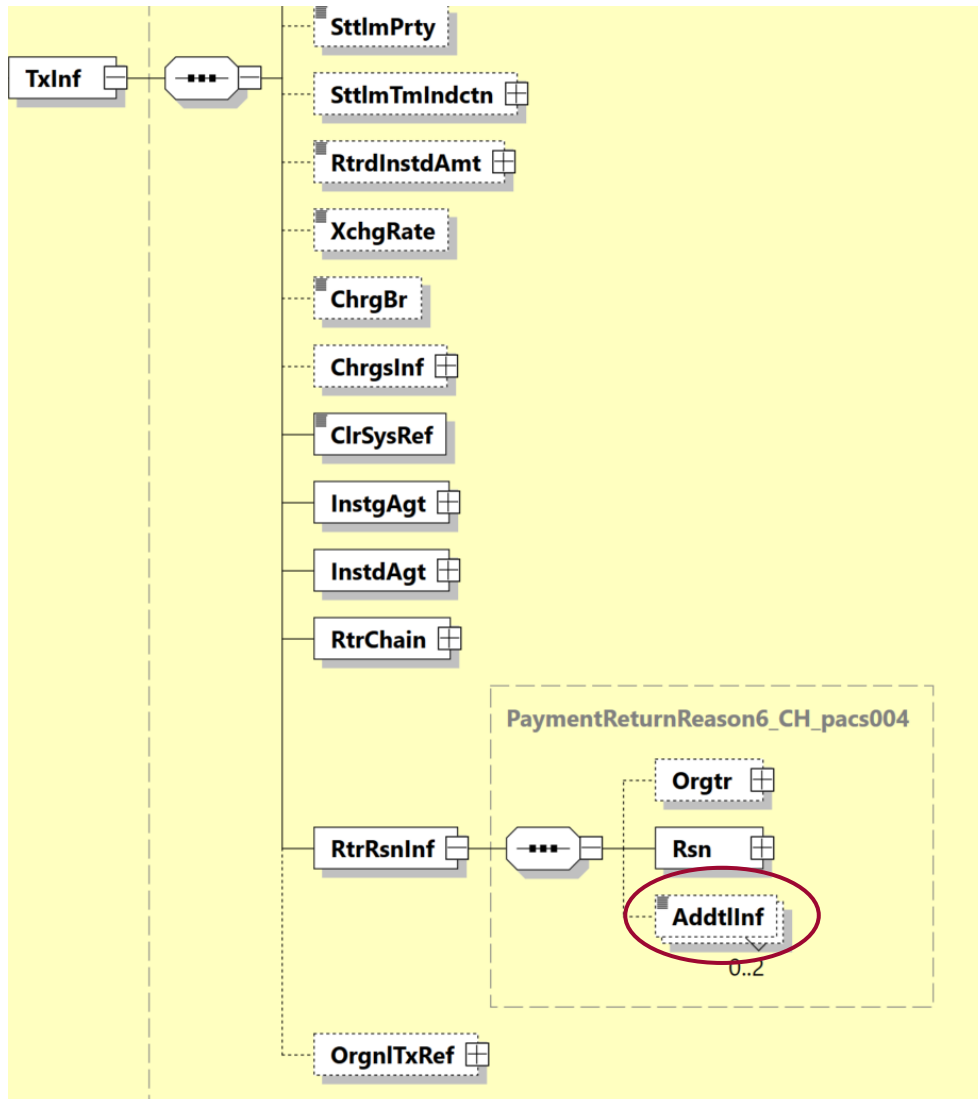 SttlmPrty
TxInf
SttlmTmIndctn
RtrdInstdAmt
XchgRate
ChrgBr
ChrgsInf
ClrSysRef
InstgAgt
InstdAgt
RtrChain
PaymentReturnReason6_CH_pacs004
Orgtr
RtrRsnInf
Rsn
AddtlInf
0..2
OrgnlTxRef